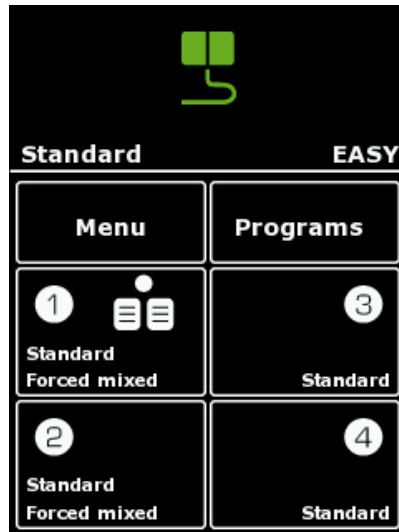 Standard EASY
Menu Programs
1 3
Standard
Forced mixed Standard
2 4
Standard
Forced mixed Standard